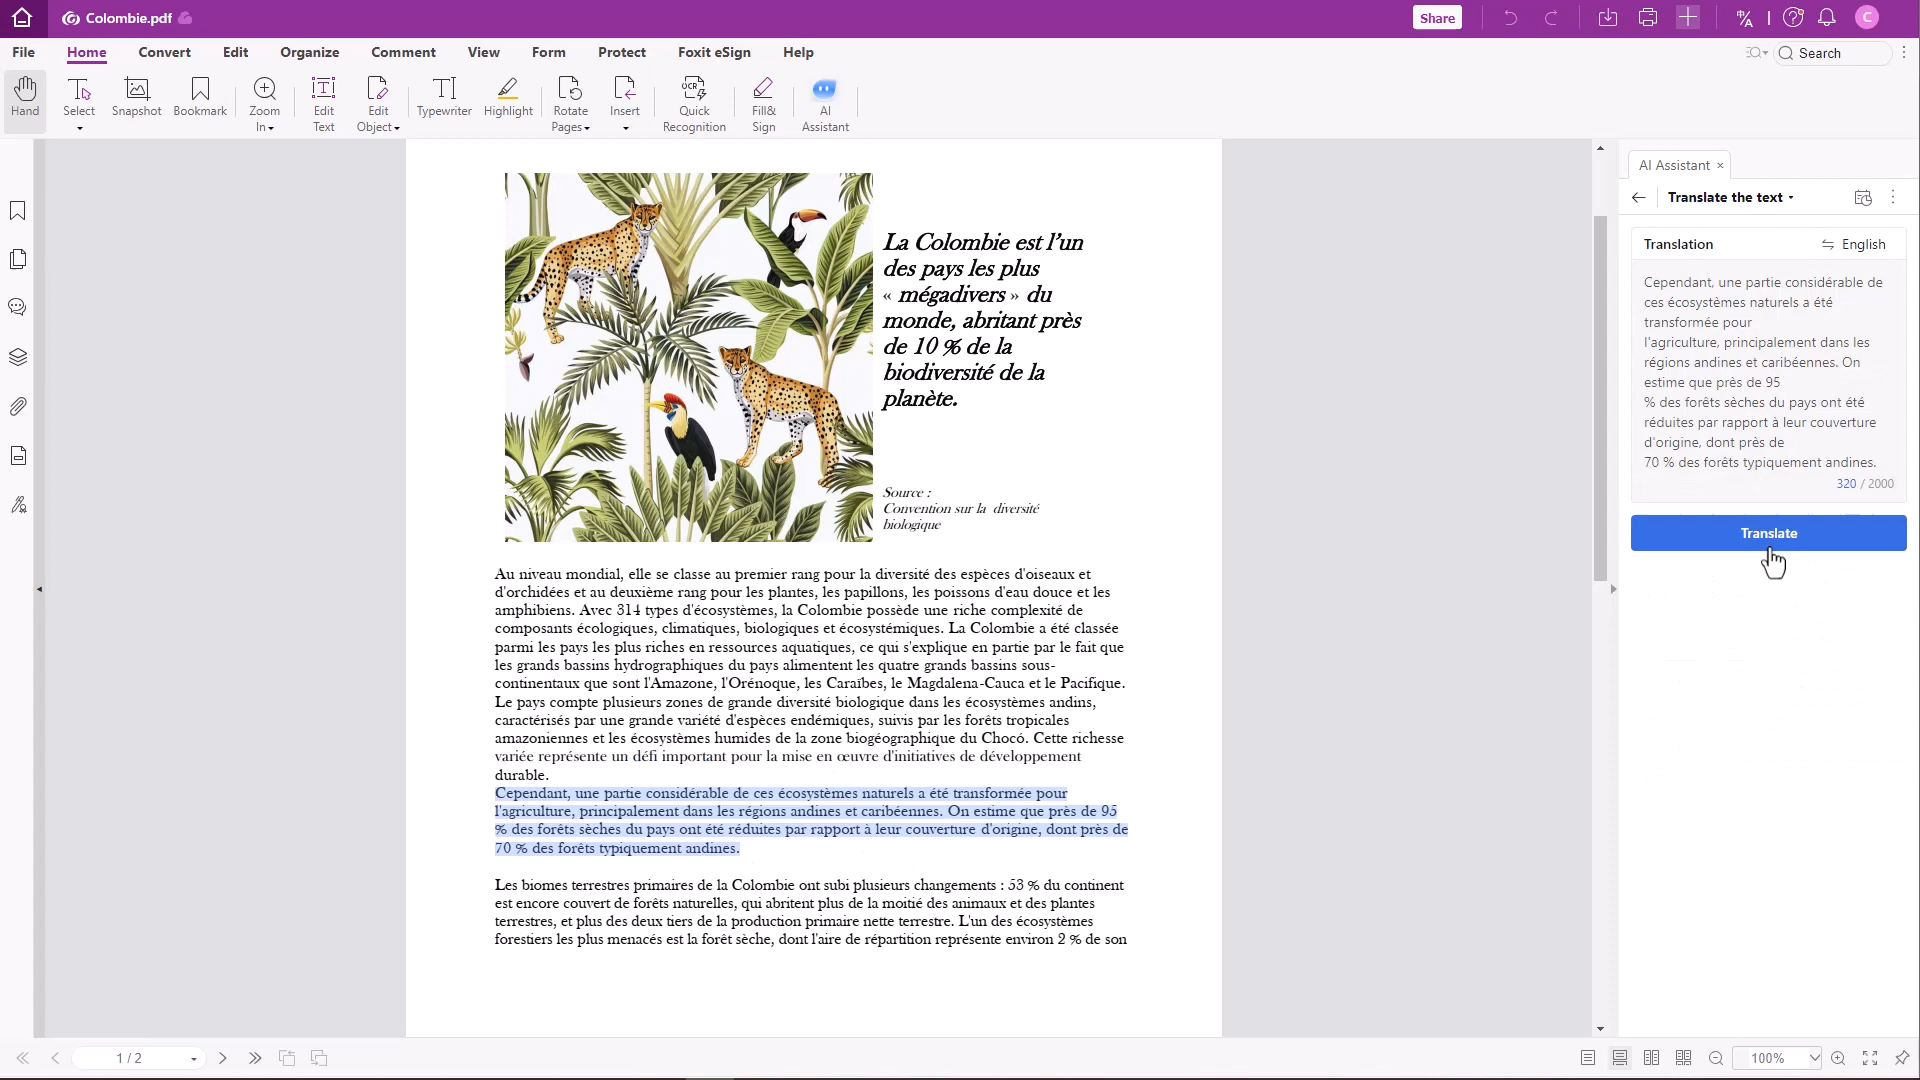 Colombie.pdf
Share
C
File Home Convert Edit Organize Comment View Form Protect Foxit eSign Help
Search
Hand
Select
Snapshot
Bookmark
Zoom In
Edit Text
Edit Object
Typewriter
Highlight
Rotate Pages
Insert
OCR
Quick Recognition
Fill& Sign
AI Assistant
La Colombie est l’un
des pays les plus
« mégadivers » du
monde, abritant près
de 10 % de la
biodiversité de la
planète.
Source :
Convention sur la diversité
biologique
Au niveau mondial, elle se classe au premier rang pour la diversité des espèces d'oiseaux et
d'orchidées et au deuxième rang pour les plantes, les papillons, les poissons d'eau douce et les
amphibiens. Avec 314 types d'écosystèmes, la Colombie possède une riche complexité de
composants écologiques, climatiques, biologiques et écosystémiques. La Colombie a été classée
parmi les pays les plus riches en ressources aquatiques, ce qui s'explique en partie par le fait que
les grands bassins hydrographiques du pays alimentent les quatre grands bassins sous-
continentaux que sont l'Amazone, l'Orénoque, les Caraïbes, le Magdalena-Cauca et le Pacifique.
Le pays compte plusieurs zones de grande diversité biologique dans les écosystèmes andins,
caractérisés par une grande variété d'espèces endémiques, suivis par les forêts tropicales
amazoniennes et les écosystèmes humides de la zone biogéographique du Chocó. Cette richesse
variée représente un défi important pour la mise en œuvre d'initiatives de développement
durable.
Cependant, une partie considérable de ces écosystèmes naturels a été transformée pour
l'agriculture, principalement dans les régions andines et caribéennes. On estime que près de 95
% des forêts sèches du pays ont été réduites par rapport à leur couverture d'origine, dont près de
70 % des forêts typiquement andines.
Les biomes terrestres primaires de la Colombie ont subi plusieurs changements : 53 % du continent
est encore couvert de forêts naturelles, qui abritent plus de la moitié des animaux et des plantes
terrestres, et plus des deux tiers de la production primaire nette terrestre. L'un des écosystèmes
forestiers les plus menacés est la forêt sèche, dont l'aire de répartition représente environ 2 % de son
AI Assistant ×
Translate the text
Translation English
Cependant, une partie considérable de
ces écosystèmes naturels a été
transformée pour
l'agriculture, principalement dans les
régions andines et caribéennes. On
estime que près de 95
% des forêts sèches du pays ont été
réduites par rapport à leur couverture
d'origine, dont près de
70 % des forêts typiquement andines.
320 / 2000
Translate
1 / 2
100%